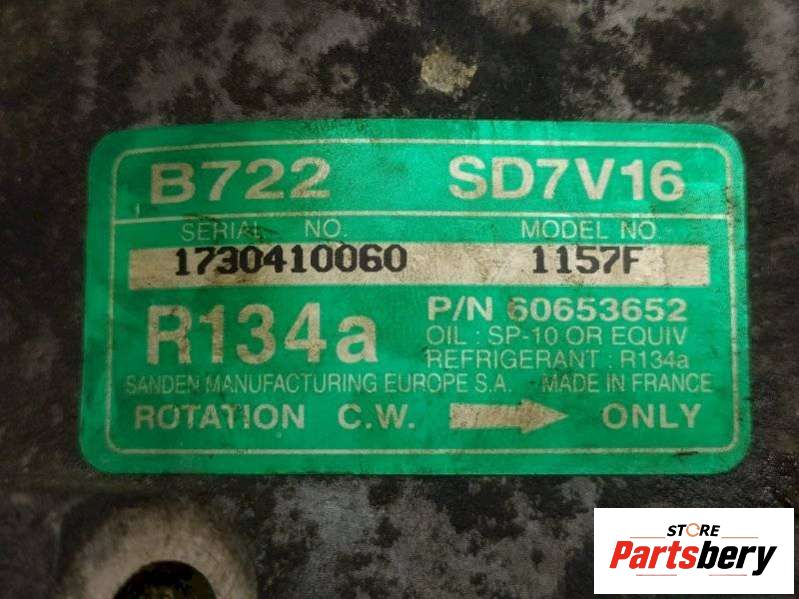 B722 SD7V16
SERIAL NO. MODEL NO.
1730410060 1157F
R134a
P/N 60653652
OIL : SP-10 OR EQUIV
REFRIGERANT : R134a
SANDEN MANUFACTURING EUROPE S.A. MADE IN FRANCE
ROTATION C.W. ONLY
STORE
Partsbery